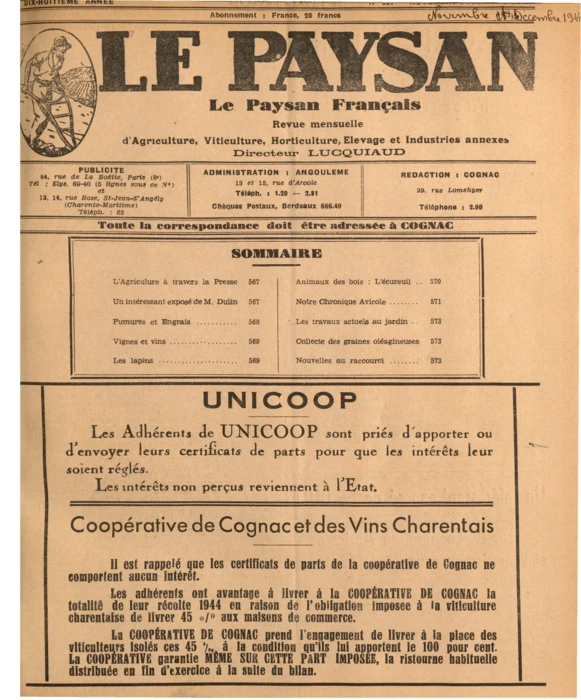 DIX-HUITIEME ANNÉE
Abonnement : France, 20 francs
Novembre Décembre 194
LE PAYSAN
Le Paysan Français
Revue mensuelle
d'Agriculture, Viticulture, Horticulture, Elevage et Industries annexes
Directeur LUCQUIAUD
PUBLICITE
44, rue de La Boëtie, Paris (8e)
Tél : Elys. 89-40 (5 lignes sous ce No)
et
12, 14, rue Rose, St-Jean-d'Angély
(Charente-Maritime)
Téléph. : 62
ADMINISTRATION : ANGOULEME
13 et 15, rue d'Arcole
Téléph. : 1.20 — 2.81
Chèques Postaux, Bordeaux 666.49
REDACTION : COGNAC
29, rue Lomehyer
Téléphone : 2.80
Toute la correspondance doit être adressée à COGNAC
SOMMAIRE
L'Agriculture à travers la Presse 567
Un intéressant exposé de M. Dulin 567
Fumures et Engrais ........... 568
Vignes et vins ................. 569
Les lapins .................... 569
Animaux des bois : L'écureuil .. 570
Notre Chronique Avicole ........ 571
Les travaux actuels au jardin .. 573
Collecte des graines oléagineuses 573
Nouvelles au raccourci ........ 573
UNICOOP
Les Adhérents de UNICOOP sont priés d'apporter ou
d'envoyer leurs certificats de parts pour que les intérêts leur
soient réglés.
Les intérêts non perçus reviennent à l'Etat.
Coopérative de Cognac et des Vins Charentais
Il est rappelé que les certificats de parts de la coopérative de Cognac ne
comportent aucun intérêt.
Les adhérents ont avantage à livrer à la COOPÉRATIVE DE COGNAC la
totalité de leur récolte 1944 en raison de l'obligation imposée à la viticulture
charentaise de livrer 45 o/o aux maisons de commerce.
La COOPÉRATIVE DE COGNAC prend l'engagement de livrer à la place des
viticulteurs isolés ces 45 %, à la condition qu'ils lui apportent le 100 pour cent.
La COOPÉRATIVE garantie MÊME SUR CETTE PART IMPOSÉE, la ristourne habituelle
distribuée en fin d'exercice à la suite du bilan.